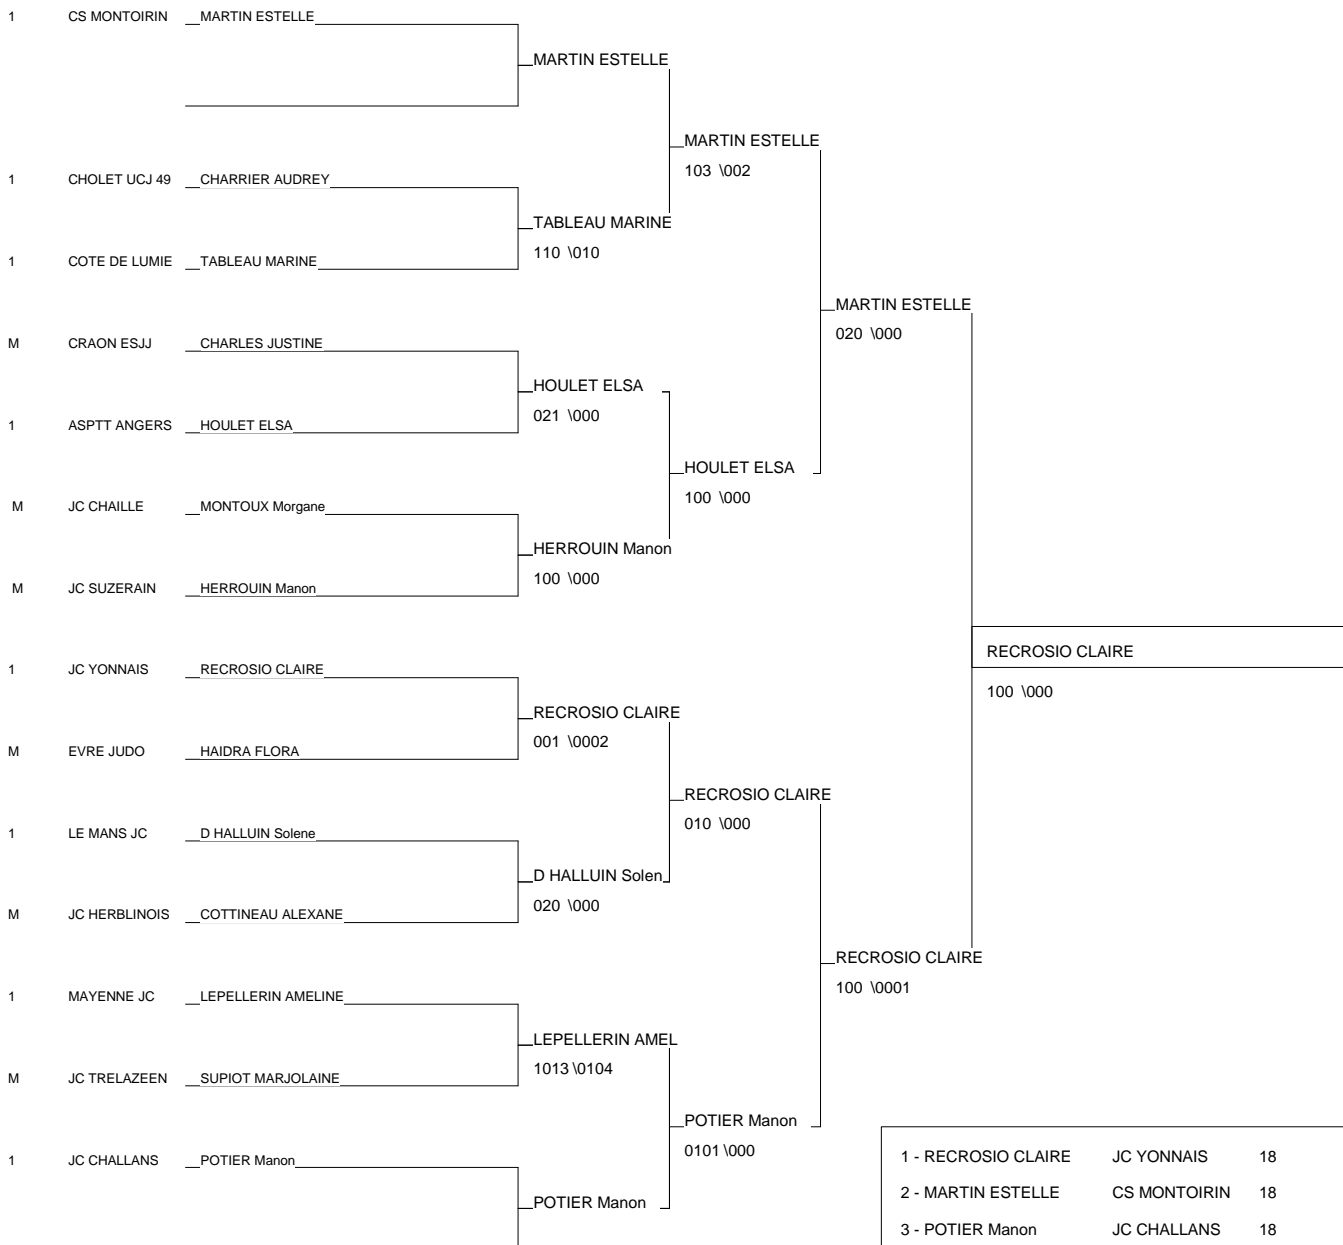 1 CS MONTOIRIN MARTIN ESTELLE
MARTIN ESTELLE
MARTIN ESTELLE
103 \002
1 CHOLET UCJ 49 CHARRIER AUDREY
TABLEAU MARINE
110 \010
1 COTE DE LUMIE TABLEAU MARINE
MARTIN ESTELLE
020 \000
M CRAON ESJJ CHARLES JUSTINE
HOULET ELSA
021 \000
1 ASPTT ANGERS HOULET ELSA
HOULET ELSA
100 \000
M JC CHAILLE MONTOUX Morgane
HERROUIN Manon
100 \000
M JC SUZERAIN HERROUIN Manon
RECROSIO CLAIRE
100 \000
1 JC YONNAIS RECROSIO CLAIRE
RECROSIO CLAIRE
001 \0002
M EVRE JUDO HAIDRA FLORA
RECROSIO CLAIRE
010 \000
1 LE MANS JC D HALLUIN Solene
D HALLUIN Solen
020 \000
M JC HERBLINOIS COTTINEAU ALEXANE
RECROSIO CLAIRE
100 \0001
1 MAYENNE JC LEPELLERIN AMELINE
LEPELLERIN AMEL
1013 \0104
M JC TRELAZEEN SUPIOT MARJOLAINE
POTIER Manon
0101 \000
1 JC CHALLANS POTIER Manon
POTIER Manon
1 - RECROSIO CLAIRE JC YONNAIS 18
2 - MARTIN ESTELLE CS MONTOIRIN 18
3 - POTIER Manon JC CHALLANS 18